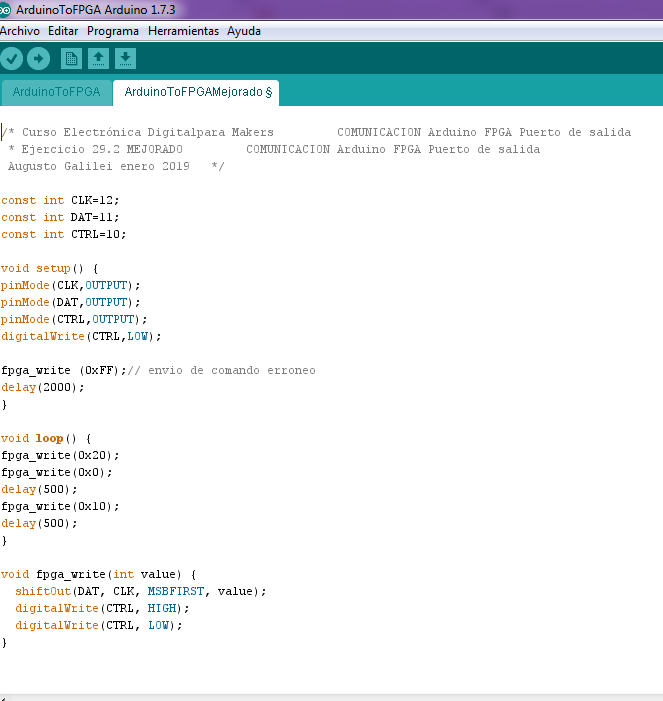 ArduinoToFPGA Arduino 1.7.3
Archivo Editar Programa Herramientas Ayuda
ArduinoToFPGA ArduinoToFPGAMejorado §
/* Curso Electrónica Digitalpara Makers COMUNICACION Arduino FPGA Puerto de salida
* Ejercicio 29.2 MEJORADO COMUNICACION Arduino FPGA Puerto de salida
Augusto Galilei enero 2019 */
const int CLK=12;
const int DAT=11;
const int CTRL=10;
void setup() {
pinMode(CLK,OUTPUT);
pinMode(DAT,OUTPUT);
pinMode(CTRL,OUTPUT);
digitalWrite(CTRL,LOW);
fpga_write (0xFF);// envio de comando erroneo
delay(2000);
}
void loop() {
fpga_write(0x20);
fpga_write(0x0);
delay(500);
fpga_write(0x10);
delay(500);
}
void fpga_write(int value) {
shiftOut(DAT, CLK, MSBFIRST, value);
digitalWrite(CTRL, HIGH);
digitalWrite(CTRL, LOW);
}